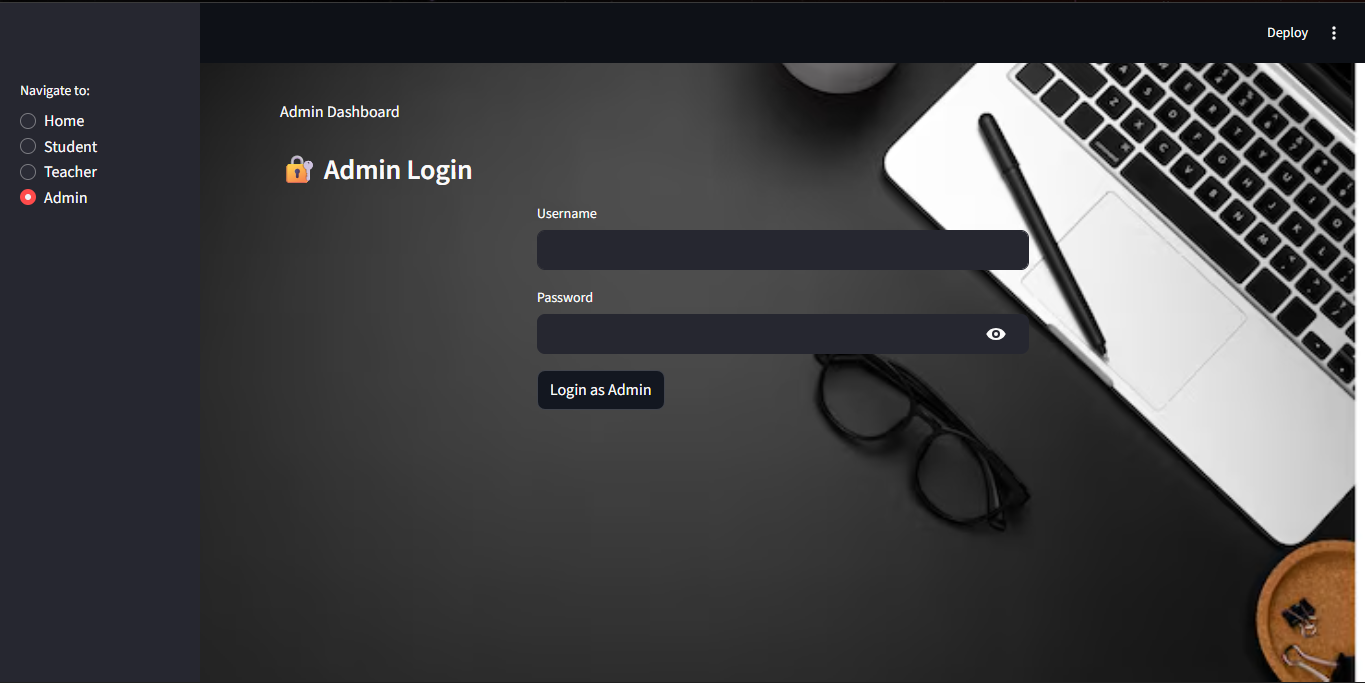 Deploy
Navigate to:
Home
Student
Teacher
Admin
Admin Dashboard
🔐 Admin Login
Username
Password
Login as Admin